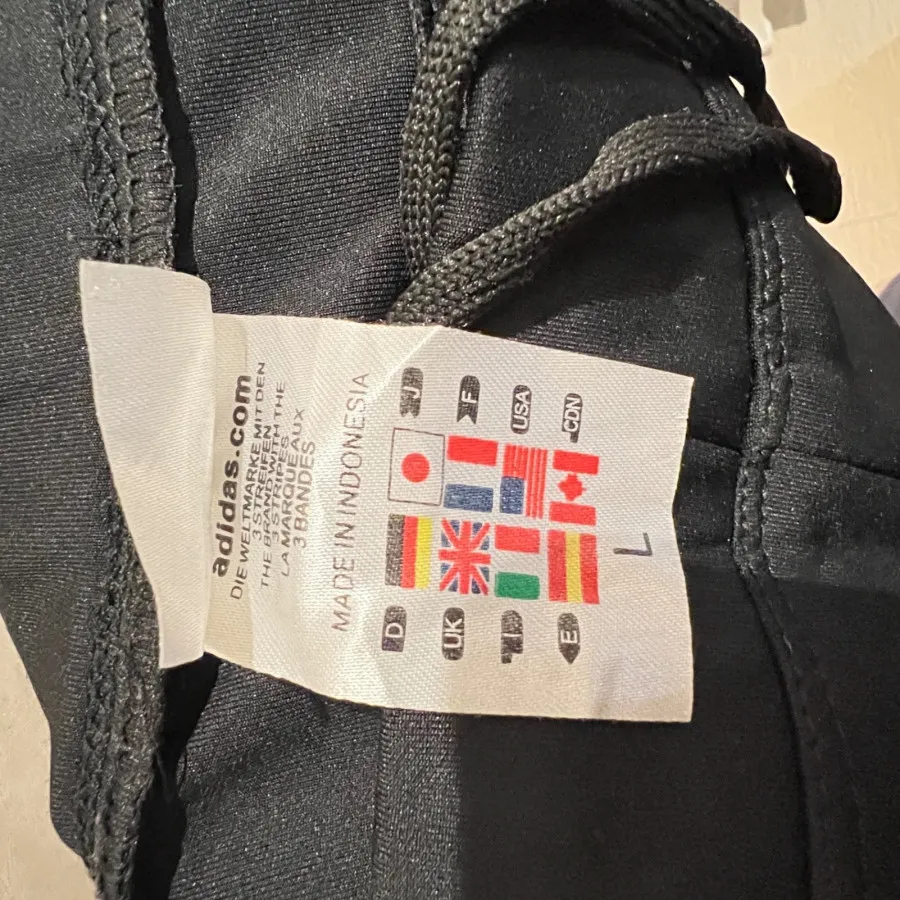 adidas.com
DIE WELTMARKE MIT DEN
3 STREIFEN
THE BRAND WITH THE
3 STRIPES
LA MARQUE AUX
3 BANDES
MADE IN INDONESIA
D J
UK F
I USA
E CDN
L